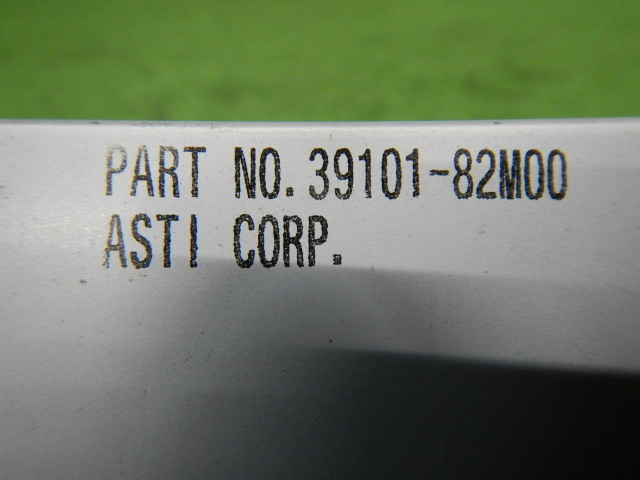 PART NO. 39101-82M00
ASTI CORP.